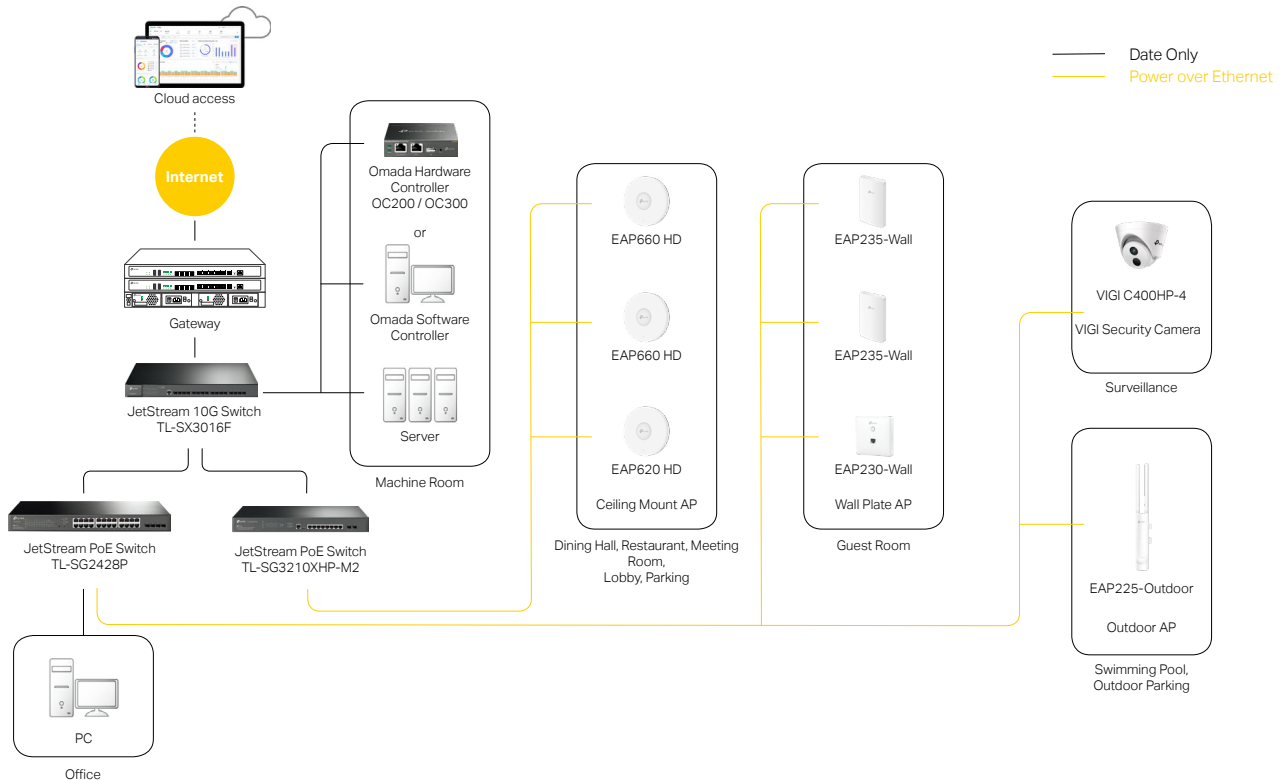 Cloud access
Internet
Gateway
JetStream 10G Switch
TL-SX3016F
JetStream PoE Switch
TL-SG2428P
JetStream PoE Switch
TL-SG3210XHP-M2
PC
Office
Omada Hardware
Controller
OC200 / OC300
or
Omada Software
Controller
Server
Machine Room
EAP660 HD
EAP660 HD
EAP620 HD
Ceiling Mount AP
Dining Hall, Restaurant, Meeting
Room,
Lobby, Parking
EAP235-Wall
EAP235-Wall
EAP230-Wall
Wall Plate AP
Guest Room
Date Only
Power over Ethernet
VIGI C400HP-4
VIGI Security Camera
Surveillance
EAP225-Outdoor
Outdoor AP
Swimming Pool,
Outdoor Parking